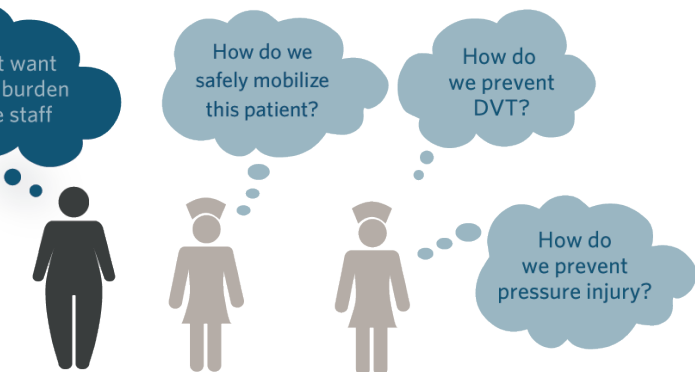 t want
burden
e staff
How do we
safely mobilize
this patient?
How do
we prevent
DVT?
How do
we prevent
pressure injury?